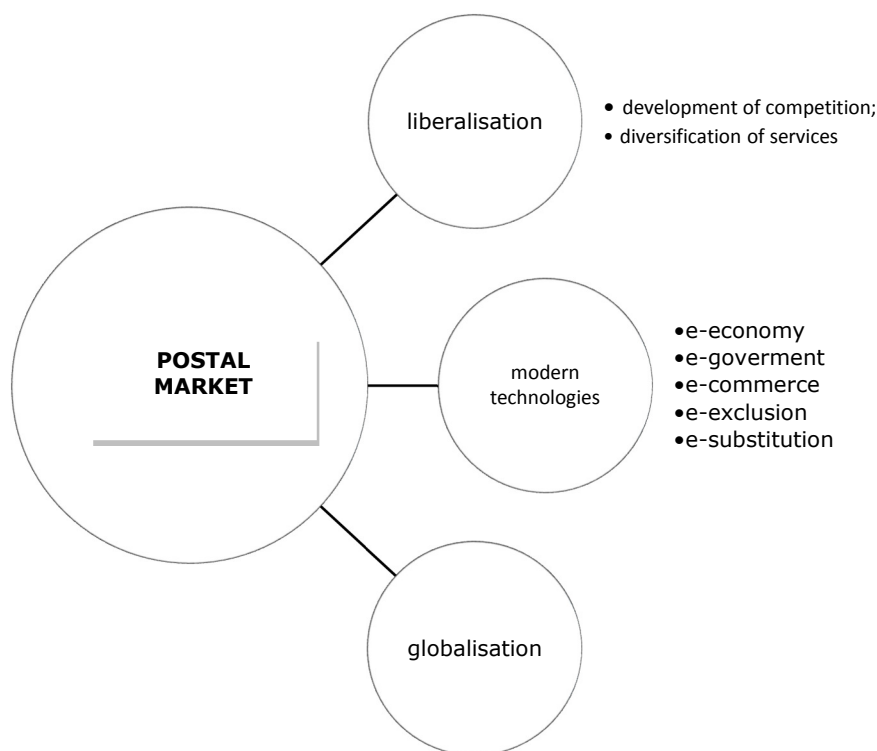 liberalisation
• development of competition;
• diversification of services
POSTAL
MARKET
modern
technologies
•e-economy
•e-goverment
•e-commerce
•e-exclusion
•e-substitution
globalisation